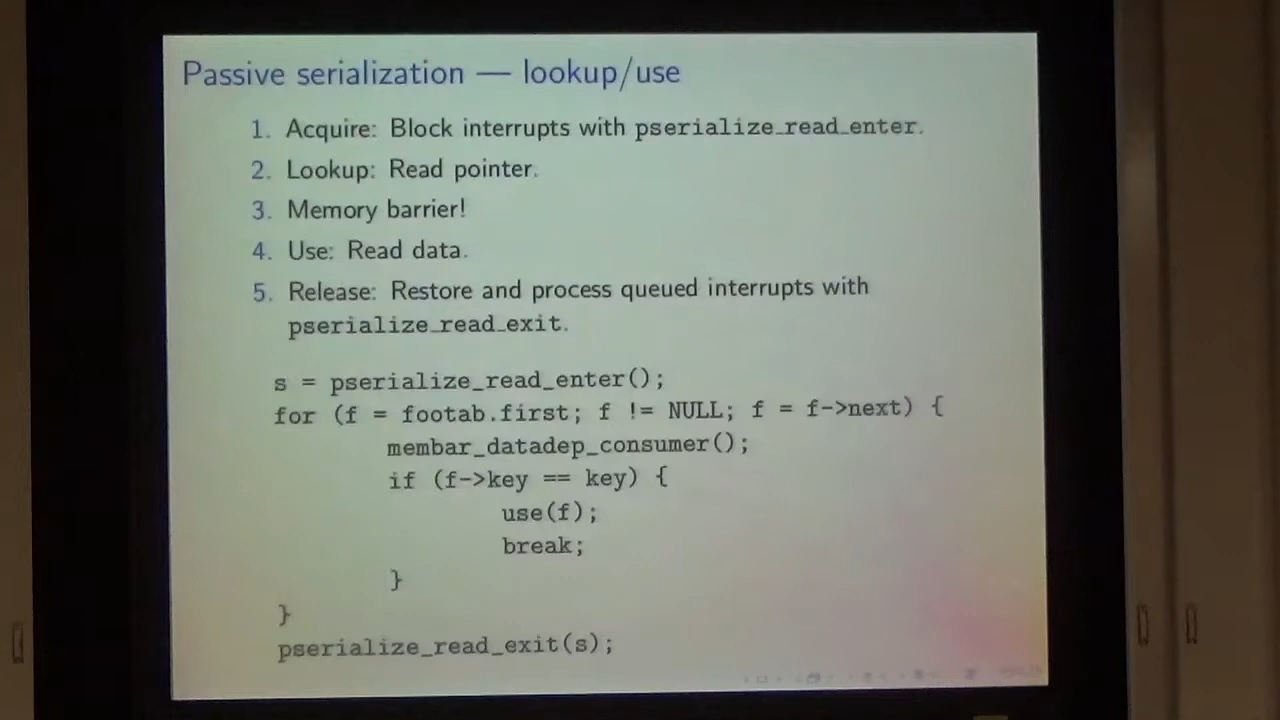 Passive serialization — lookup/use
1. Acquire: Block interrupts with pserialize_read_enter.
2. Lookup: Read pointer.
3. Memory barrier!
4. Use: Read data.
5. Release: Restore and process queued interrupts with
pserialize_read_exit.
s = pserialize_read_enter();
for (f = footab.first; f != NULL; f = f->next) {
membar_datadep_consumer();
if (f->key == key) {
use(f);
break;
}
}
pserialize_read_exit(s);